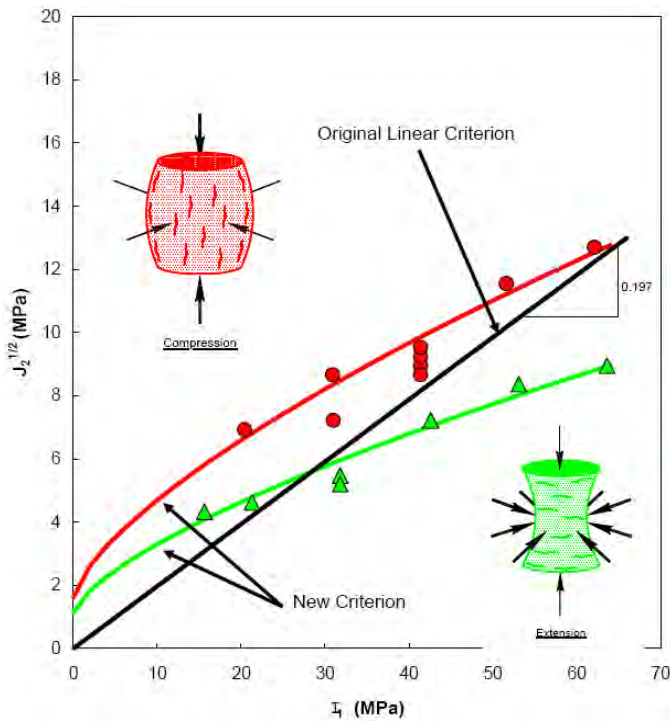 20
18
16
14
12
10
8
6
4
2
0
J₂^1/2 (MPa)
Original Linear Criterion
Compression
0.197
New Criterion
Extension
0 10 20 30 40 50 60 70
I₁ (MPa)